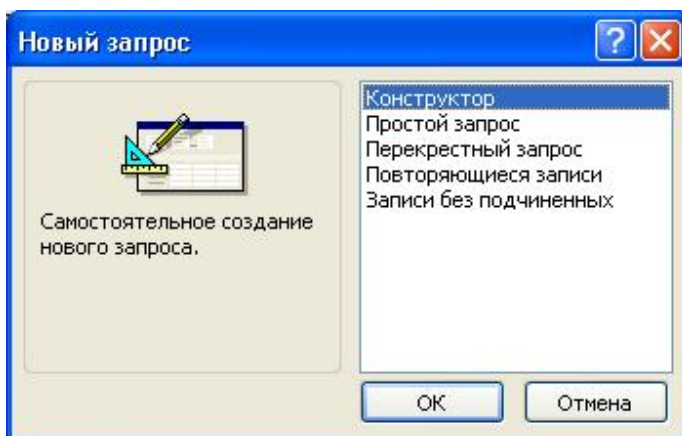 Новый запрос
Самостоятельное создание
нового запроса.
Конструктор
Простой запрос
Перекрестный запрос
Повторяющиеся записи
Записи без подчиненных
ОК
Отмена